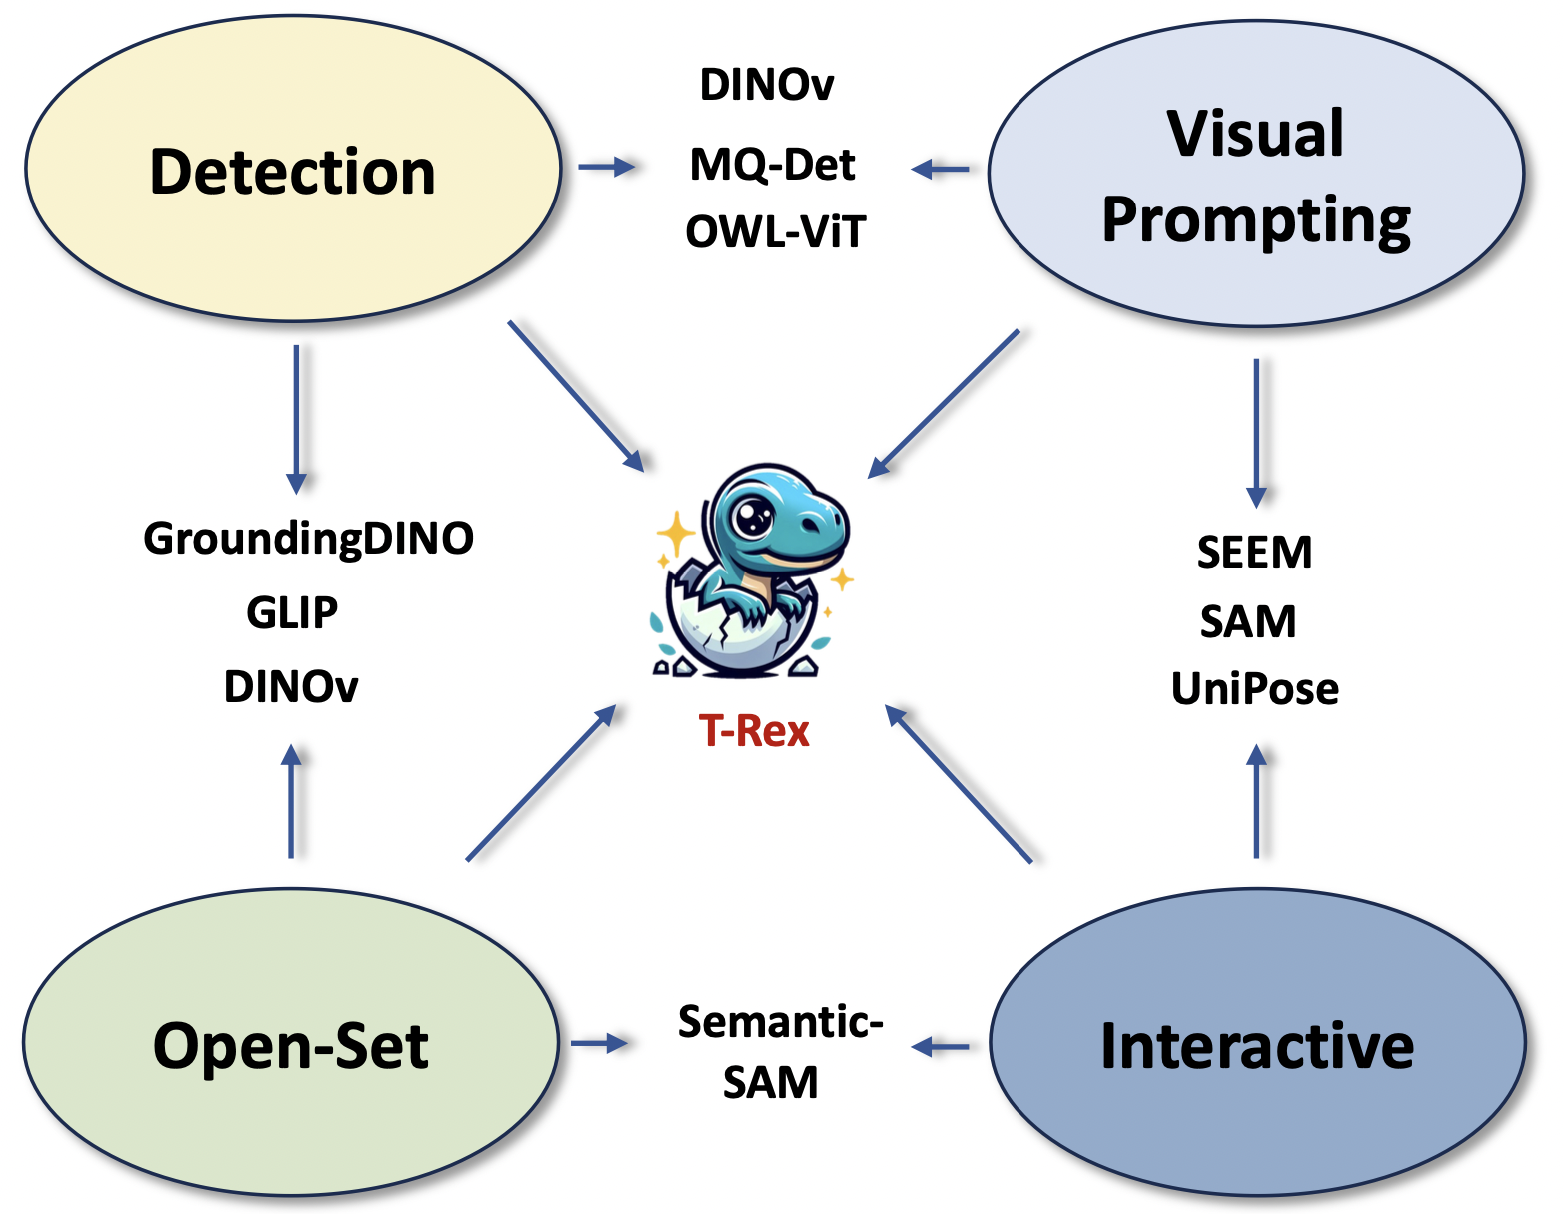 Detection
DINOv
MQ-Det
OWL-ViT
Visual
Prompting
GroundingDINO
GLIP
DINOv
T-Rex
SEEM
SAM
UniPose
Open-Set
Semantic-
SAM
Interactive